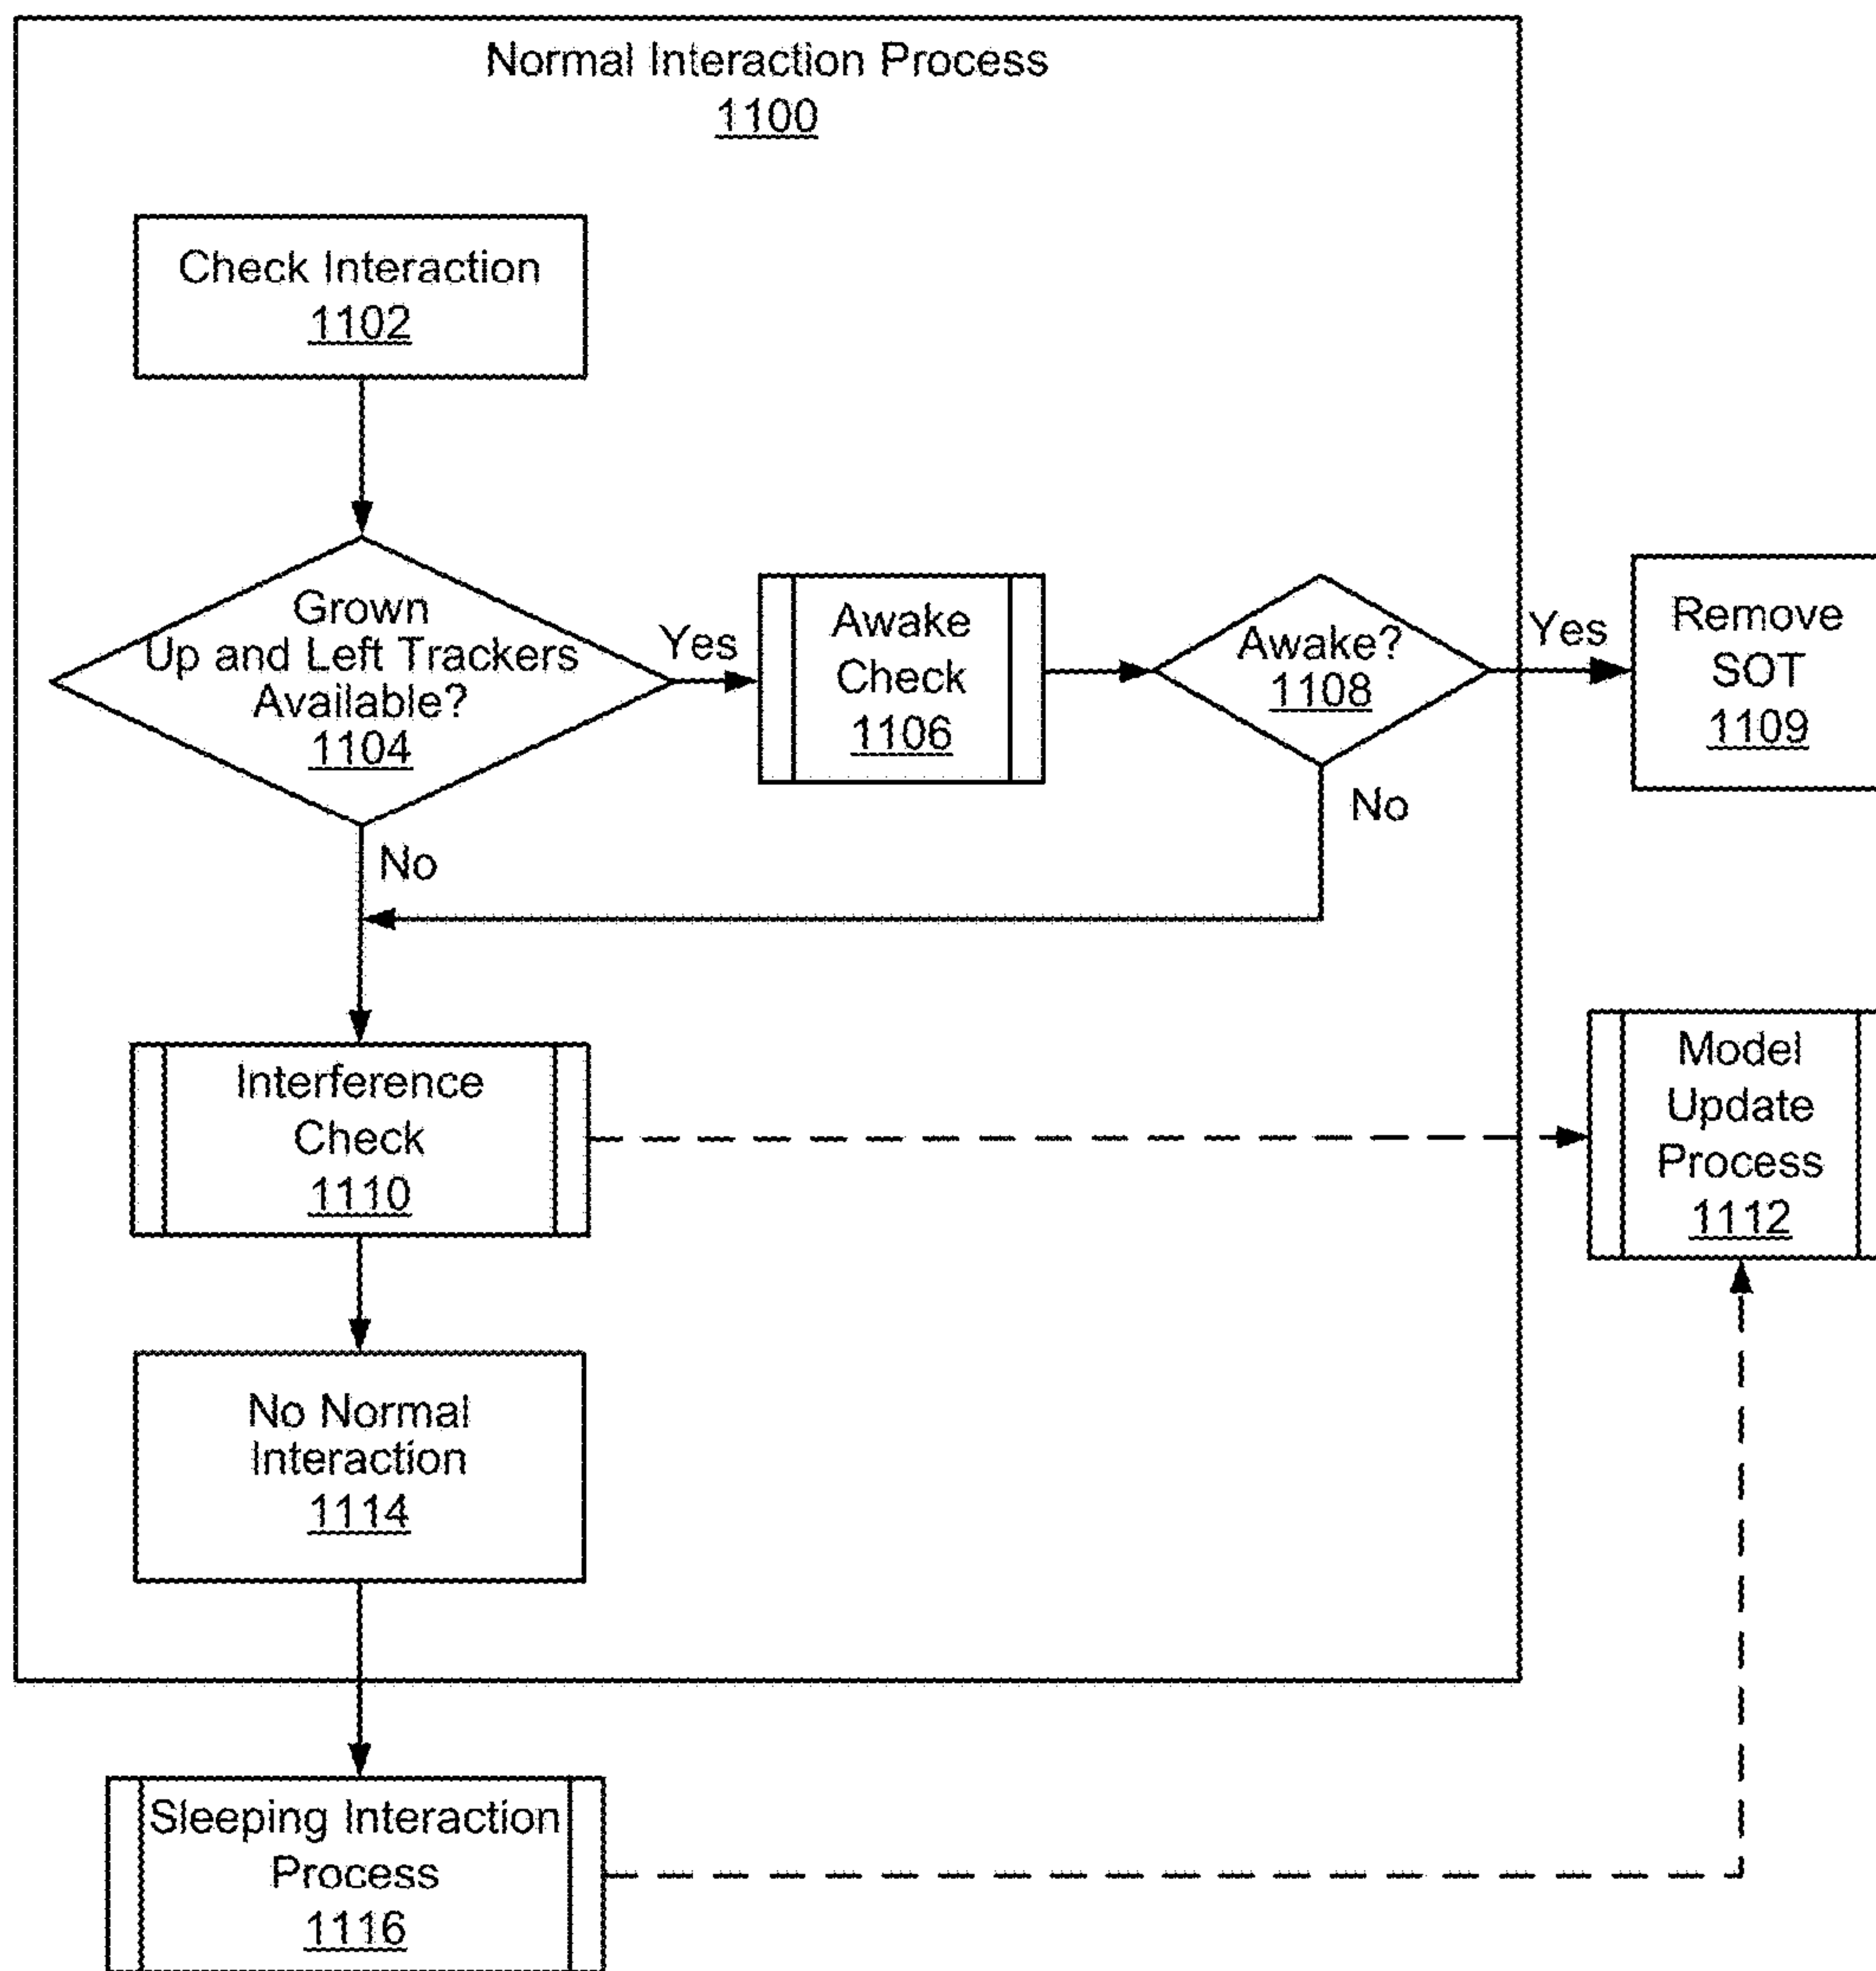 Normal Interaction Process
1100
Check Interaction
1102
Grown
Up and Left Trackers
Available?
1104
Yes
Awake
Check
1106
Awake?
1108
Yes
Remove
SOT
1109
No
No
Interference
Check
1110
Model
Update
Process
1112
No Normal
Interaction
1114
Sleeping Interaction
Process
1116